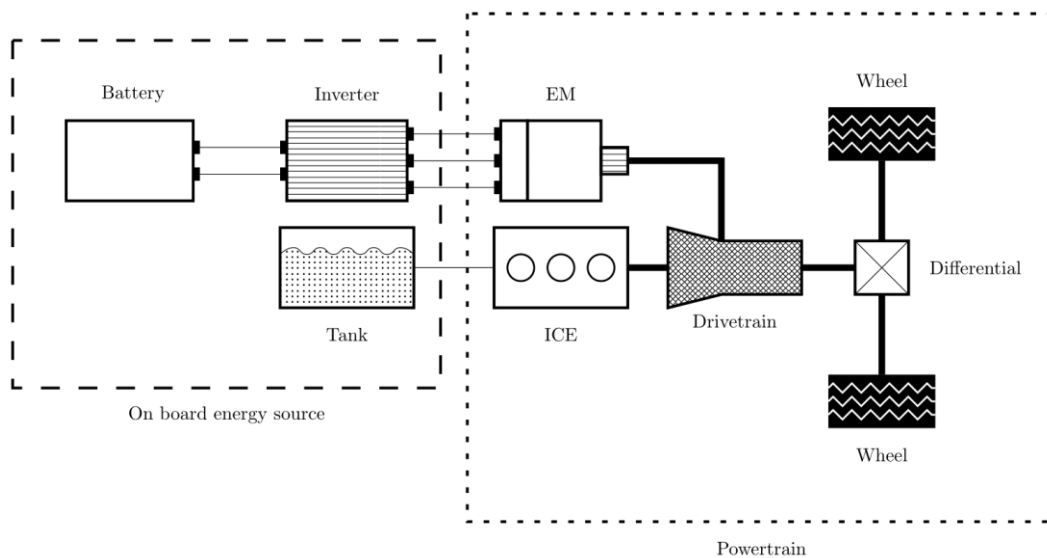 Wheel
Battery
Inverter
EM
Differential
Tank
ICE
Drivetrain
On board energy source
Wheel
Powertrain